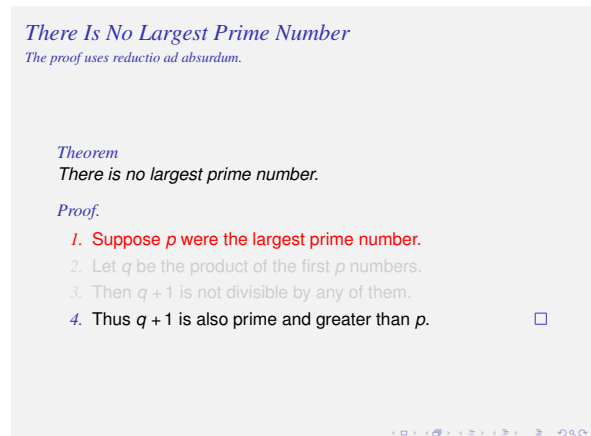 There Is No Largest Prime Number
The proof uses reductio ad absurdum.
Theorem
There is no largest prime number.
Proof.
1. Suppose p were the largest prime number.
2. Let q be the product of the first p numbers.
3. Then q + 1 is not divisible by any of them.
4. Thus q + 1 is also prime and greater than p.